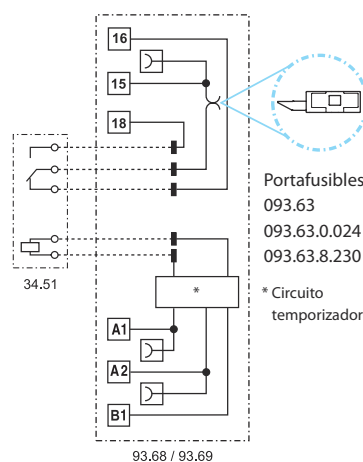 16
15
18
34.51
*
A1
A2
B1
93.68 / 93.69
Portafusibles
093.63
093.63.0.024
093.63.8.230
* Circuito
temporizador